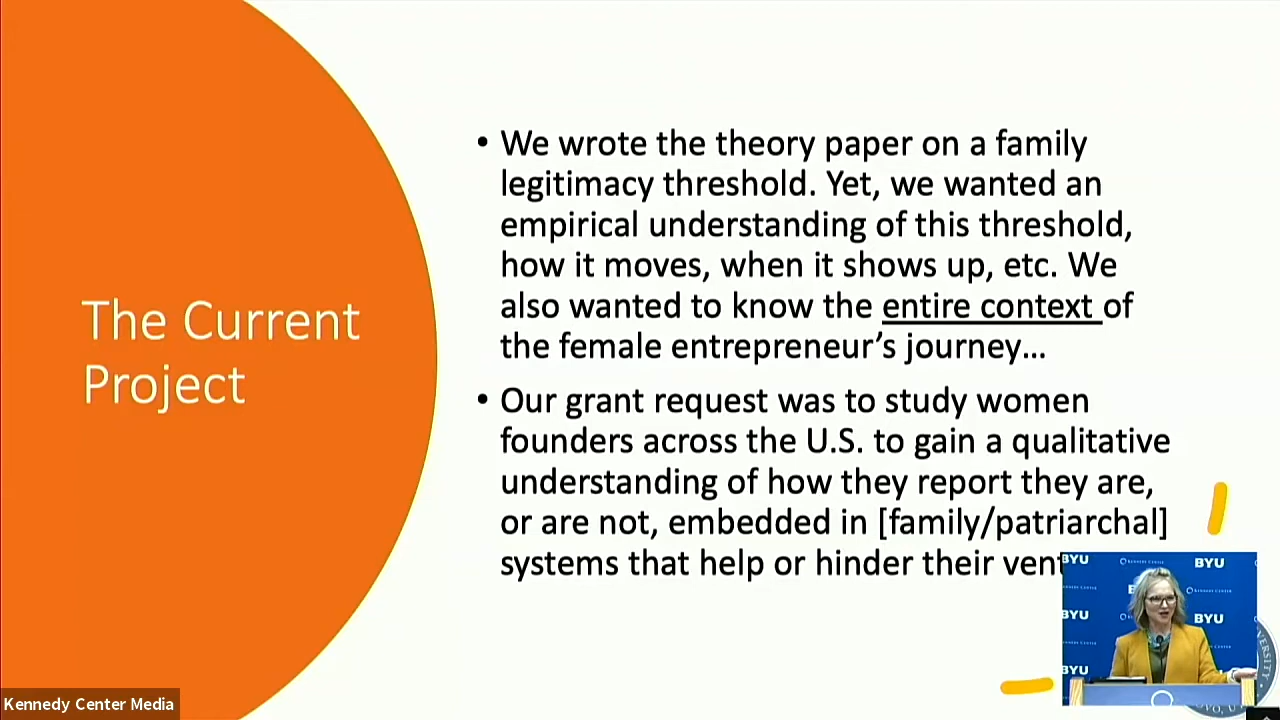 The Current
Project
• We wrote the theory paper on a family
legitimacy threshold. Yet, we wanted an
empirical understanding of this threshold,
how it moves, when it shows up, etc. We
also wanted to know the entire context of
the female entrepreneur’s journey…
• Our grant request was to study women
founders across the U.S. to gain a qualitative
understanding of how they report they are,
or are not, embedded in [family/patriarchal]
systems that help or hinder their
BYU
KENNEDY CENTER
BYU
BYU
BYU
BYU
Kennedy Center Media